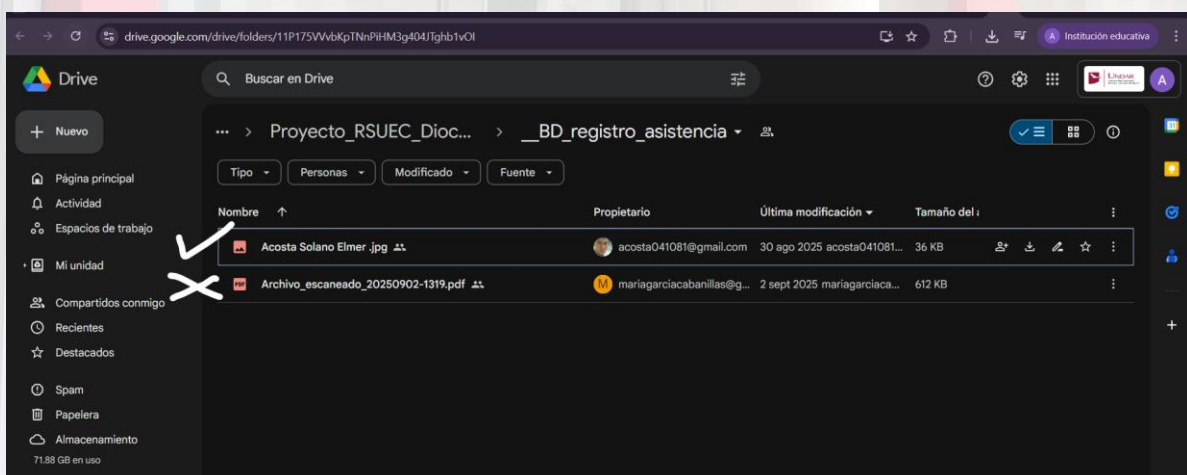 drive.google.com/drive/folders/11P175VVvbKpTNnPiHM3g404JTghb1vOI
A Institución educativa
Drive
Buscar en Drive
UNDAR
A
Nuevo
... > Proyecto_RSUEC_Dioc... > __BD_registro_asistencia
Tipo Personas Modificado Fuente
Página principal
Actividad
Espacios de trabajo
Mi unidad
Compartidos conmigo
Recientes
Destacados
Spam
Papelera
Almacenamiento
71.88 GB en uso
Nombre Propietario Última modificación Tamaño del
Acosta Solano Elmer .jpg acosta041081@gmail.com 30 ago 2025 acosta041081... 36 KB
PDF Archivo_escaneado_20250902-1319.pdf M mariagarciacabanillas@g... 2 sept 2025 mariagarciaca... 612 KB
31